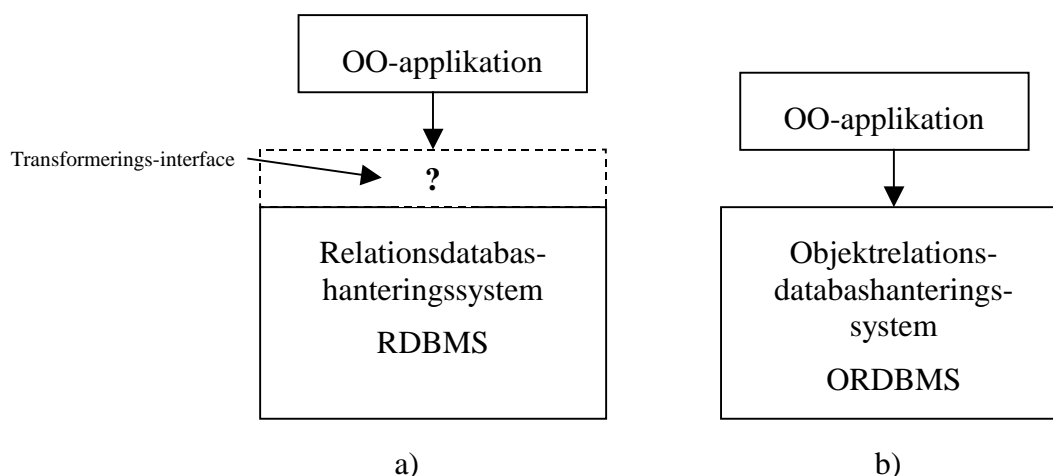 OO-applikation
Transformerings-interface
?
Relationsdatabas-
hanteringssystem
RDBMS
a)
OO-applikation
Objektrelations-
databashanterings-
system
ORDBMS
b)